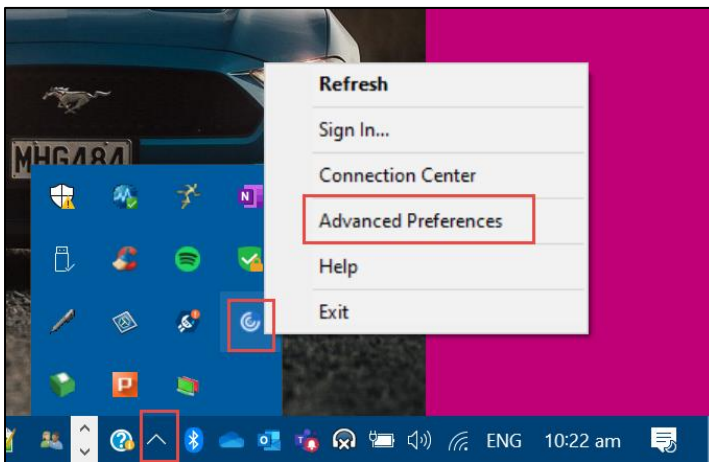 Refresh
Sign In...
Connection Center
MHG484
Advanced Preferences
Help
Exit
ENG 10:22 am